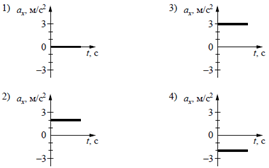 1) aₓ, м/с²
3
0
t, с
−3
3) aₓ, м/с²
3
0
t, с
−3
2) aₓ, м/с²
3
0
t, с
−3
4) aₓ, м/с²
3
0
t, с
−3